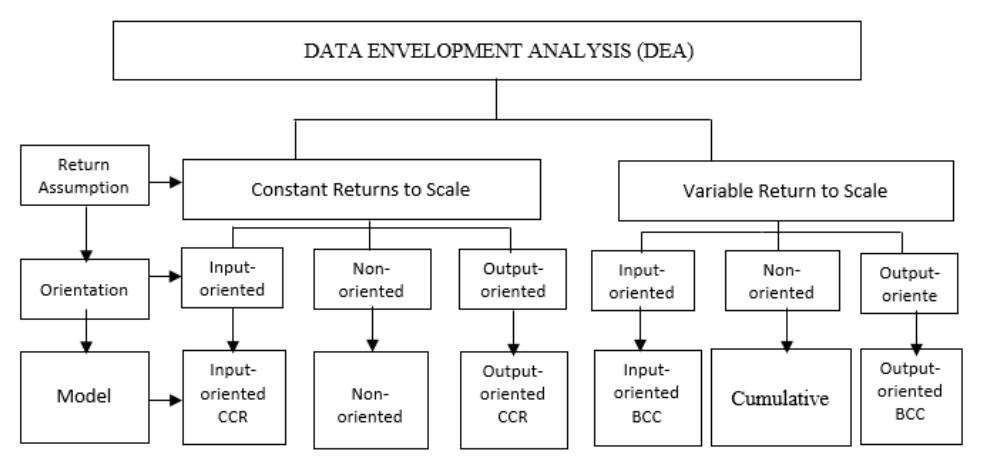 DATA ENVELOPMENT ANALYSIS (DEA)
Return
Assumption
Constant Returns to Scale
Variable Return to Scale
Orientation
Input-
oriented
Non-
oriented
Output-
oriented
Input-
oriented
Non-
oriented
Output-
oriente
Model
Input-
oriented
CCR
Non-
oriented
Output-
oriented
CCR
Input-
oriented
BCC
Cumulative
Output-
oriented
BCC